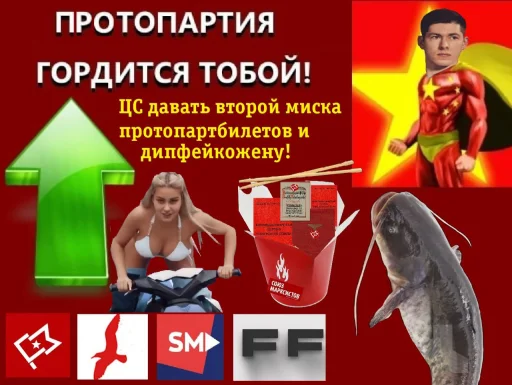 ПРОТОПАРТИЯ
ГОРДИТСЯ ТОБОЙ!
ЦС давать второй миска
протопартбилетов и
дипфейкожену!
СОЮЗ
МАРКСИСТОВ
SM
FF